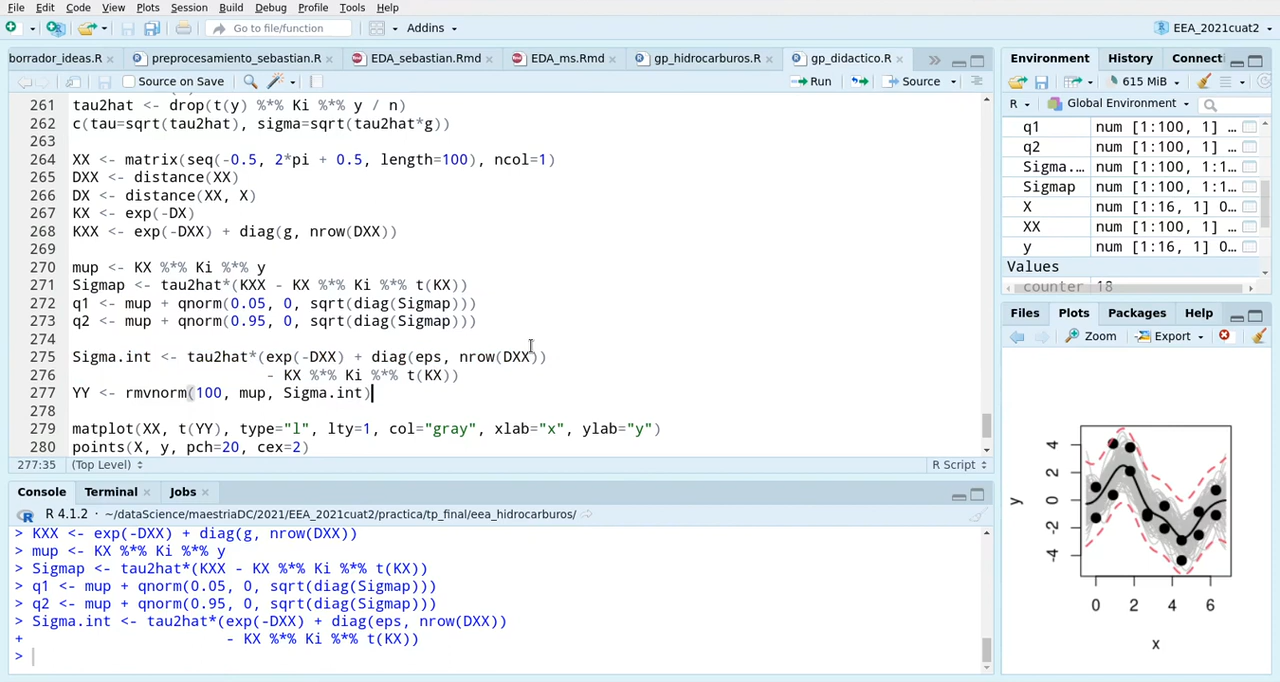 File Edit Code View Plots Session Build Debug Profile Tools Help
Go to file/function Addins EEA_2021cuat2
borrador_ideas.R preprocesamiento_sebastian.R EDA_sebastian.Rmd EDA_ms.Rmd gp_hidrocarburos.R gp_didactico.R
Source on Save Run Source
261 tau2hat <- drop(t(y) %*% Ki %*% y / n)
262 c(tau=sqrt(tau2hat), sigma=sqrt(tau2hat*g))
263
264 XX <- matrix(seq(-0.5, 2*pi + 0.5, length=100), ncol=1)
265 DXX <- distance(XX)
266 DX <- distance(XX, X)
267 KX <- exp(-DX)
268 KXX <- exp(-DXX) + diag(g, nrow(DXX))
269
270 mup <- KX %*% Ki %*% y
271 Sigmap <- tau2hat*(KXX - KX %*% Ki %*% t(KX))
272 q1 <- mup + qnorm(0.05, 0, sqrt(diag(Sigmap)))
273 q2 <- mup + qnorm(0.95, 0, sqrt(diag(Sigmap)))
274
275 Sigma.int <- tau2hat*(exp(-DXX) + diag(eps, nrow(DXX))
276 - KX %*% Ki %*% t(KX))
277 YY <- rmvnorm(100, mup, Sigma.int)
278
279 matplot(XX, t(YY), type="l", lty=1, col="gray", xlab="x", ylab="y")
280 points(X, y, pch=20, cex=2)
277:35 (Top Level) R Script
Console Terminal Jobs
R 4.1.2 · ~/dataScience/maestriaDC/2021/EEA_2021cuat2/practica/tp_final/eea_hidrocarburos/
> KXX <- exp(-DXX) + diag(g, nrow(DXX))
> mup <- KX %*% Ki %*% y
> Sigmap <- tau2hat*(KXX - KX %*% Ki %*% t(KX))
> q1 <- mup + qnorm(0.05, 0, sqrt(diag(Sigmap)))
> q2 <- mup + qnorm(0.95, 0, sqrt(diag(Sigmap)))
> Sigma.int <- tau2hat*(exp(-DXX) + diag(eps, nrow(DXX))
+ - KX %*% Ki %*% t(KX))
>
Environment History Connecti
615 MiB
R Global Environment
q1 num [1:100, 1] …
q2 num [1:100, 1] …
Sigma.… num [1:100, 1:1…
Sigmap num [1:100, 1:1…
X num [1:16, 1] 0…
XX num [1:100, 1] …
y num [1:16, 1] 0…
Values
counter 18
Files Plots Packages Help
Zoom Export
4
2
0
-2
-4
y
0 2 4 6
x